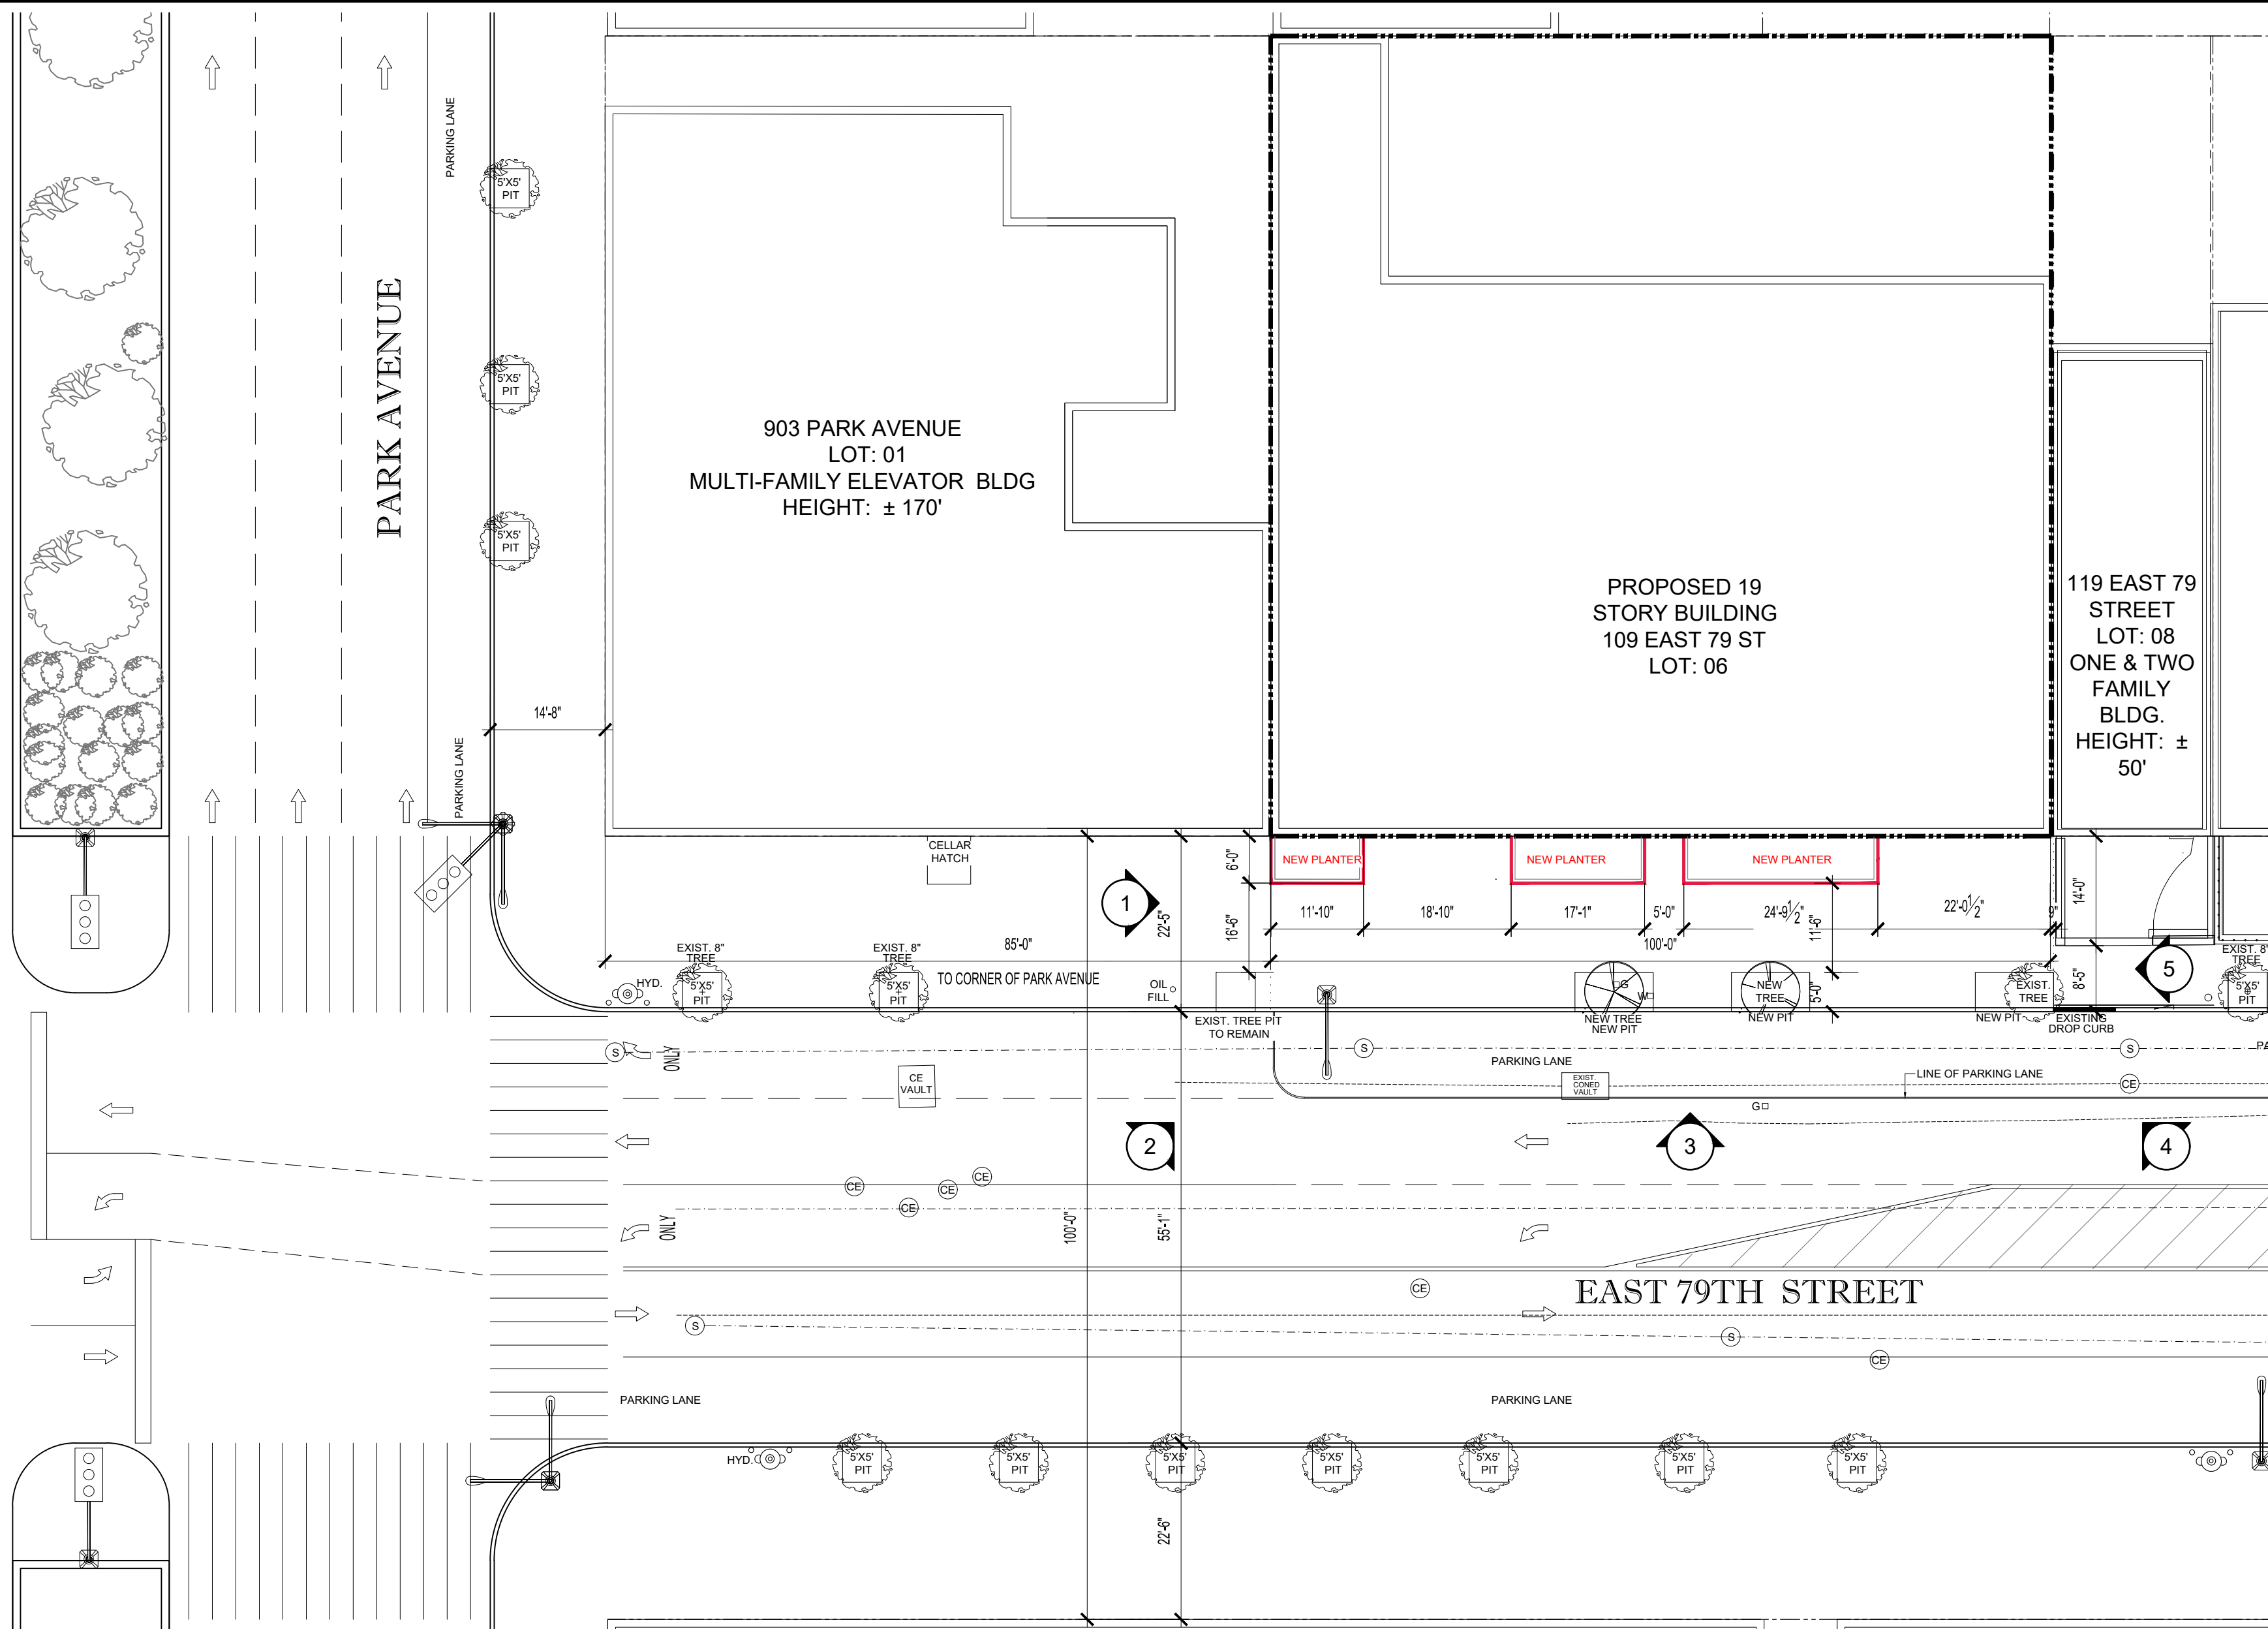 PARKING LANE
5'X5'
PIT
PARK AVENUE
5'X5'
PIT
5'X5'
PIT
903 PARK AVENUE
LOT: 01
MULTI-FAMILY ELEVATOR BLDG
HEIGHT: ± 170'
PROPOSED 19
STORY BUILDING
109 EAST 79 ST
LOT: 06
119 EAST 79
STREET
LOT: 08
ONE & TWO
FAMILY
BLDG.
HEIGHT: ±
50'
14'-8"
PARKING LANE
CELLAR
HATCH
6'-0"
NEW PLANTER
NEW PLANTER
NEW PLANTER
14'-0"
1
22'-5"
16'-6"
11'-10"
18'-10"
17'-1"
5'-0"
24'-9 1/2"
11'-6"
22'-0 1/2"
9"
EXIST. 8"
TREE
EXIST. 8"
TREE
85'-0"
100'-0"
EXIST. 8"
TREE
HYD.
5'X5'
PIT
5'X5'
PIT
TO CORNER OF PARK AVENUE
OIL
FILL
G
W
NEW
TREE
5'-0"
EXIST.
TREE
8'-5"
5
5'X5'
PIT
EXIST. TREE PIT
TO REMAIN
NEW TREE
NEW PIT
NEW PIT
NEW PIT
EXISTING
DROP CURB
S
ONLY
S
S
PARKING LANE
PA
CE
VAULT
EXIST.
CONED
VAULT
LINE OF PARKING LANE
CE
G
2
3
4
CE
CE
CE
CE
ONLY
100'-0"
55'-1"
CE
EAST 79TH STREET
S
S
CE
PARKING LANE
PARKING LANE
HYD.
5'X5'
PIT
5'X5'
PIT
5'X5'
PIT
5'X5'
PIT
5'X5'
PIT
5'X5'
PIT
5'X5'
PIT
22'-6"